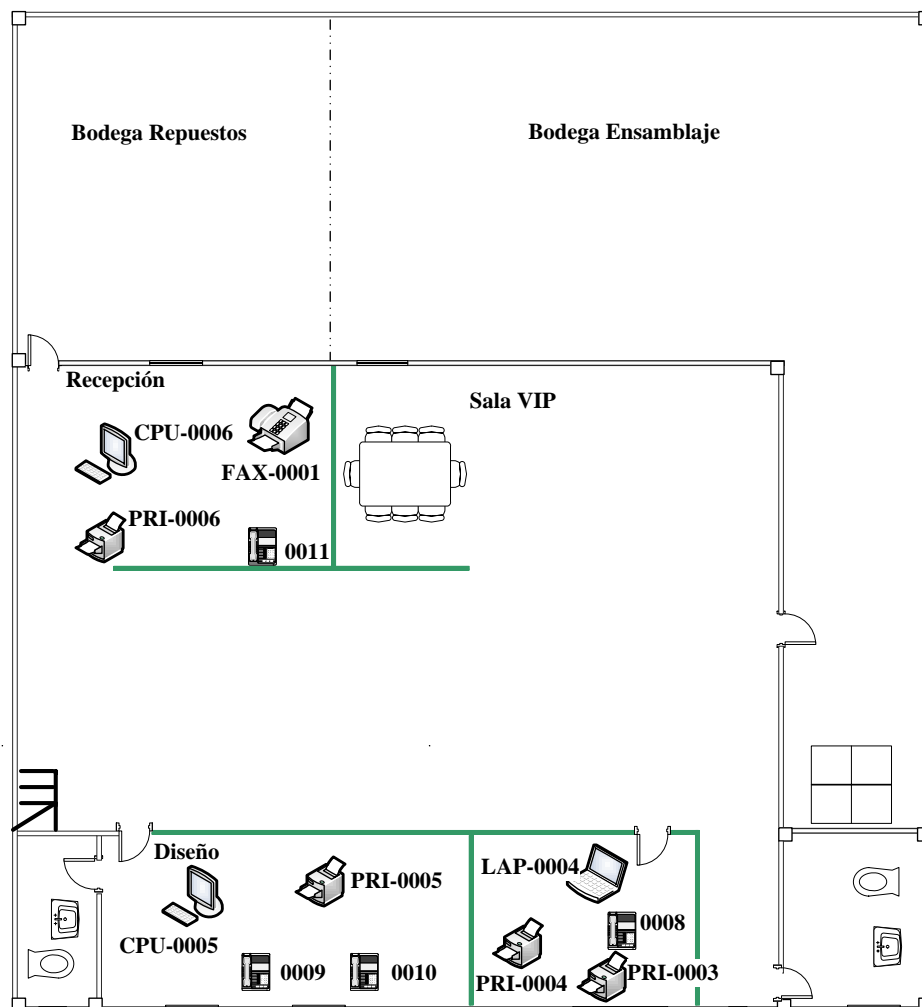 Bodega Repuestos
Bodega Ensamblaje
Recepción
Sala VIP
CPU-0006
FAX-0001
PRI-0006
0011
Diseño
LAP-0004
PRI-0005
0008
CPU-0005
PRI-0003
0009
0010
PRI-0004